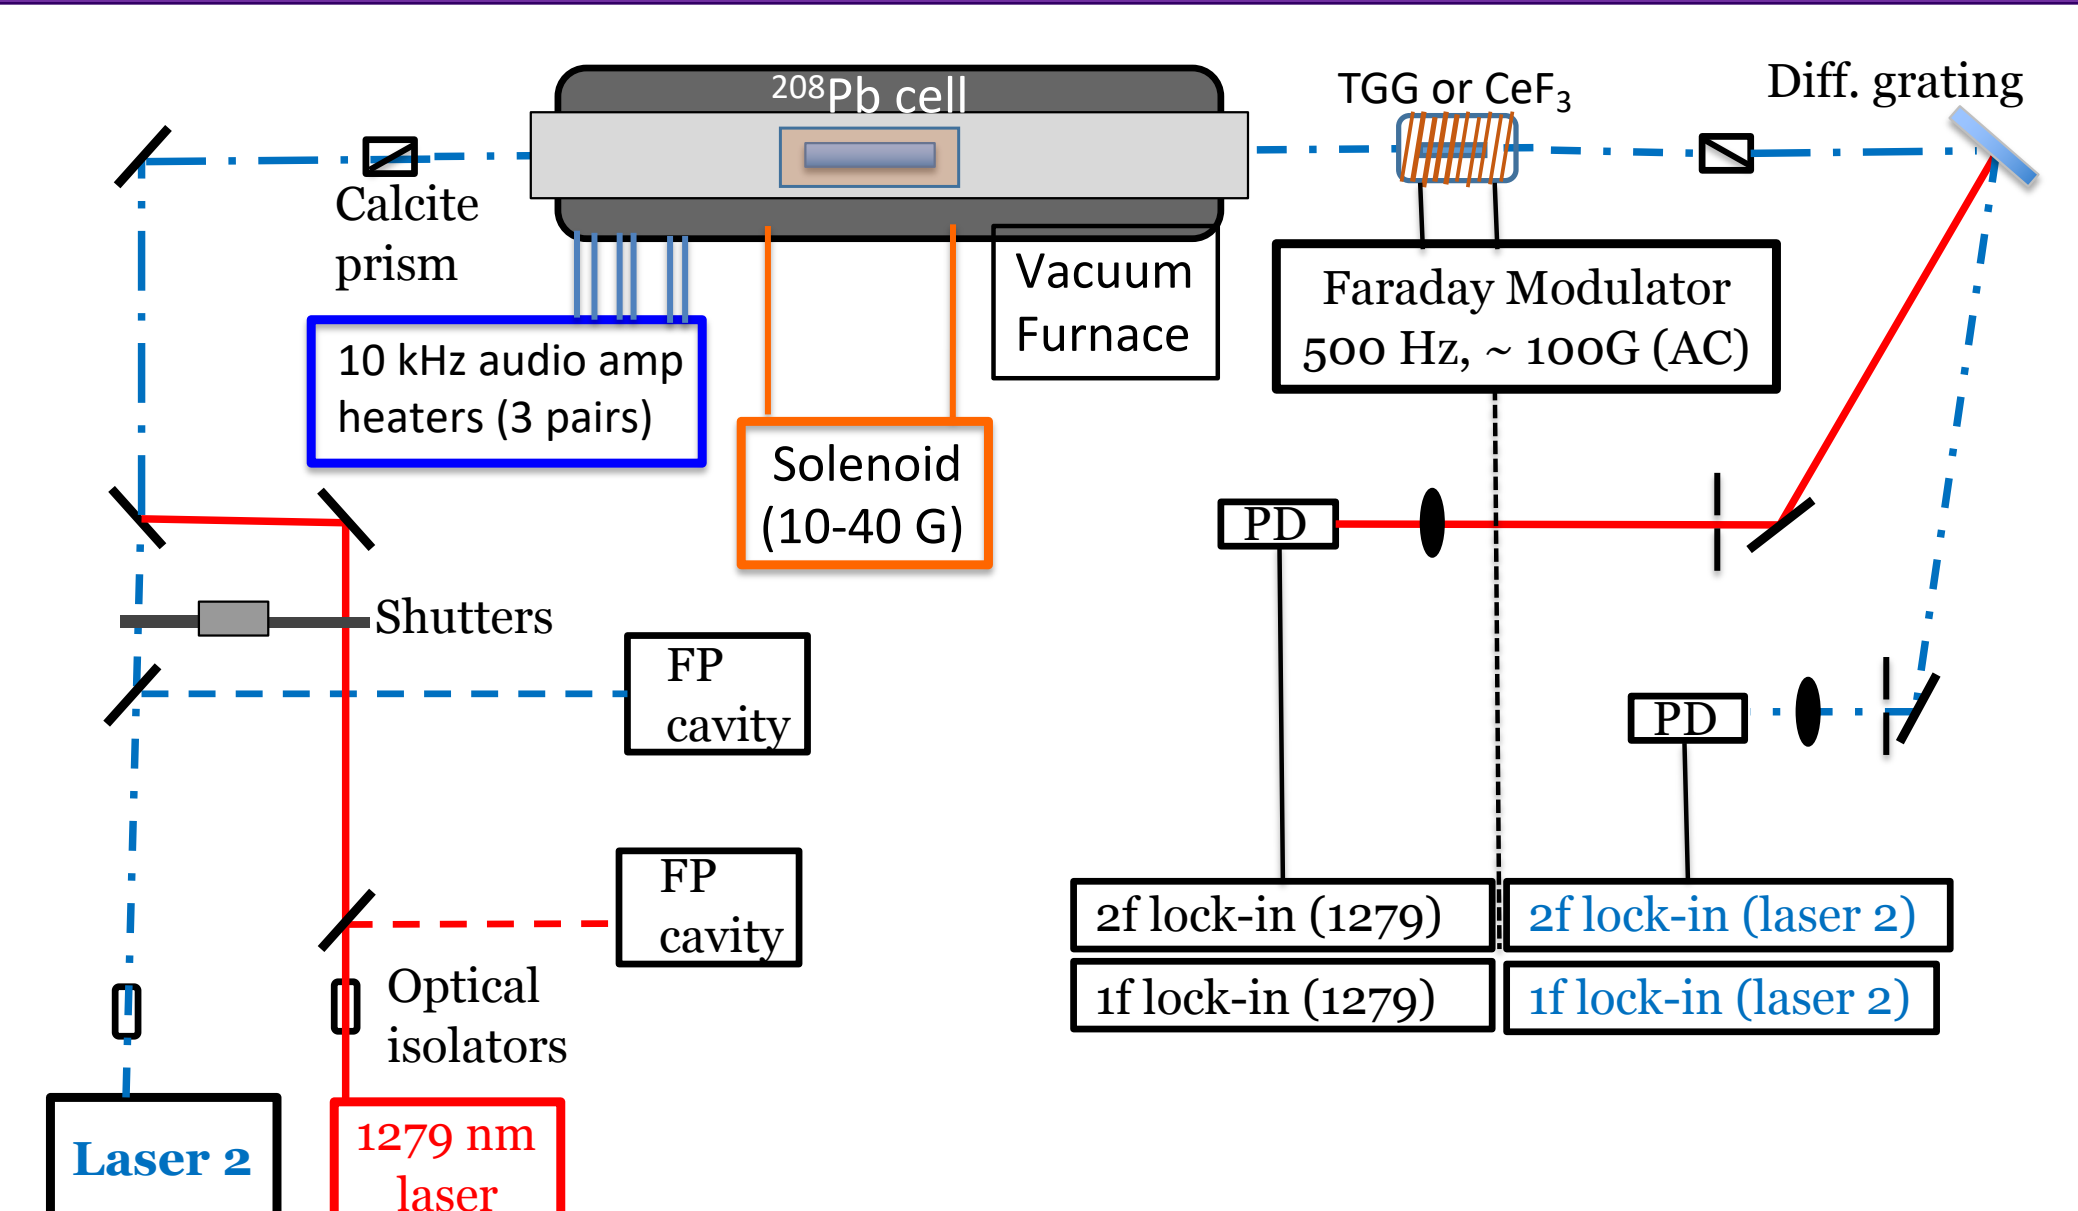 ²⁰⁸Pb cell
TGG or CeF₃
Diff. grating
Calcite
prism
Vacuum
Furnace
Faraday Modulator
500 Hz, ~ 100G (AC)
10 kHz audio amp
heaters (3 pairs)
Solenoid
(10-40 G)
PD
Shutters
FP
cavity
PD
FP
cavity
2f lock-in (1279)
2f lock-in (laser 2)
Optical
isolators
1f lock-in (1279)
1f lock-in (laser 2)
Laser 2
1279 nm
laser